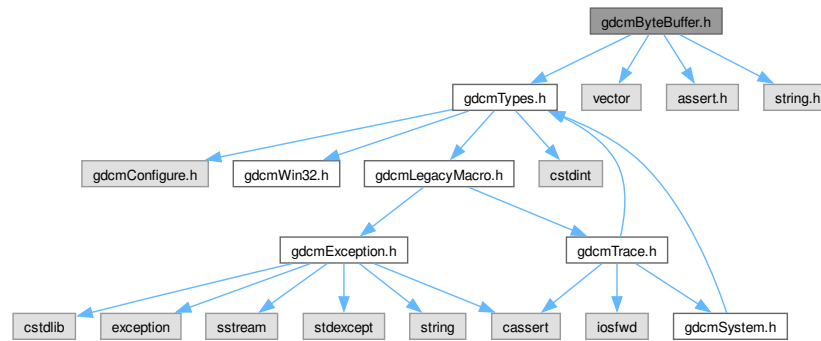 gdcmByteBuffer.h
gdcmTypes.h
vector
assert.h
string.h
gdcmConfigure.h
gdcmWin32.h
gdcmLegacyMacro.h
cstdint
gdcmException.h
gdcmTrace.h
cstdlib
exception
sstream
stdexcept
string
cassert
iosfwd
gdcmSystem.h